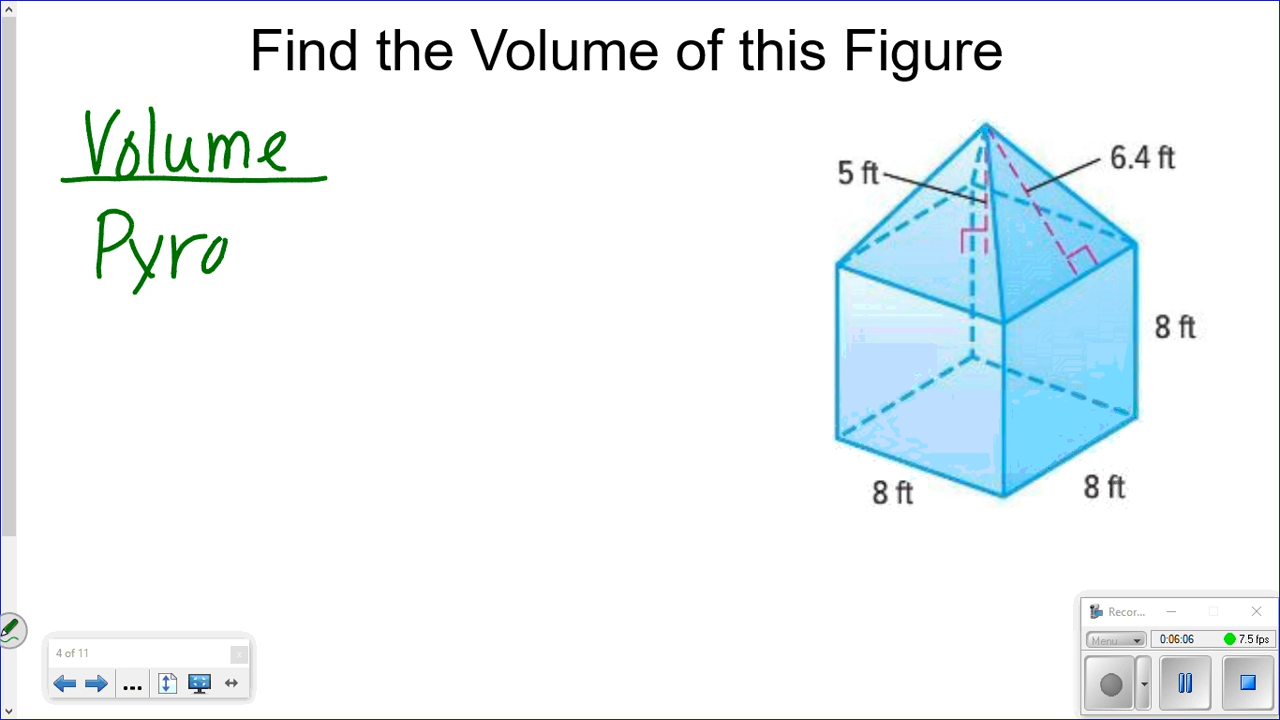 Find the Volume of this Figure
Volume
Pyro
5 ft
6.4 ft
8 ft
8 ft
8 ft
4 of 11
x
...
Recor...
Menu
0:06:06
7.5 fps